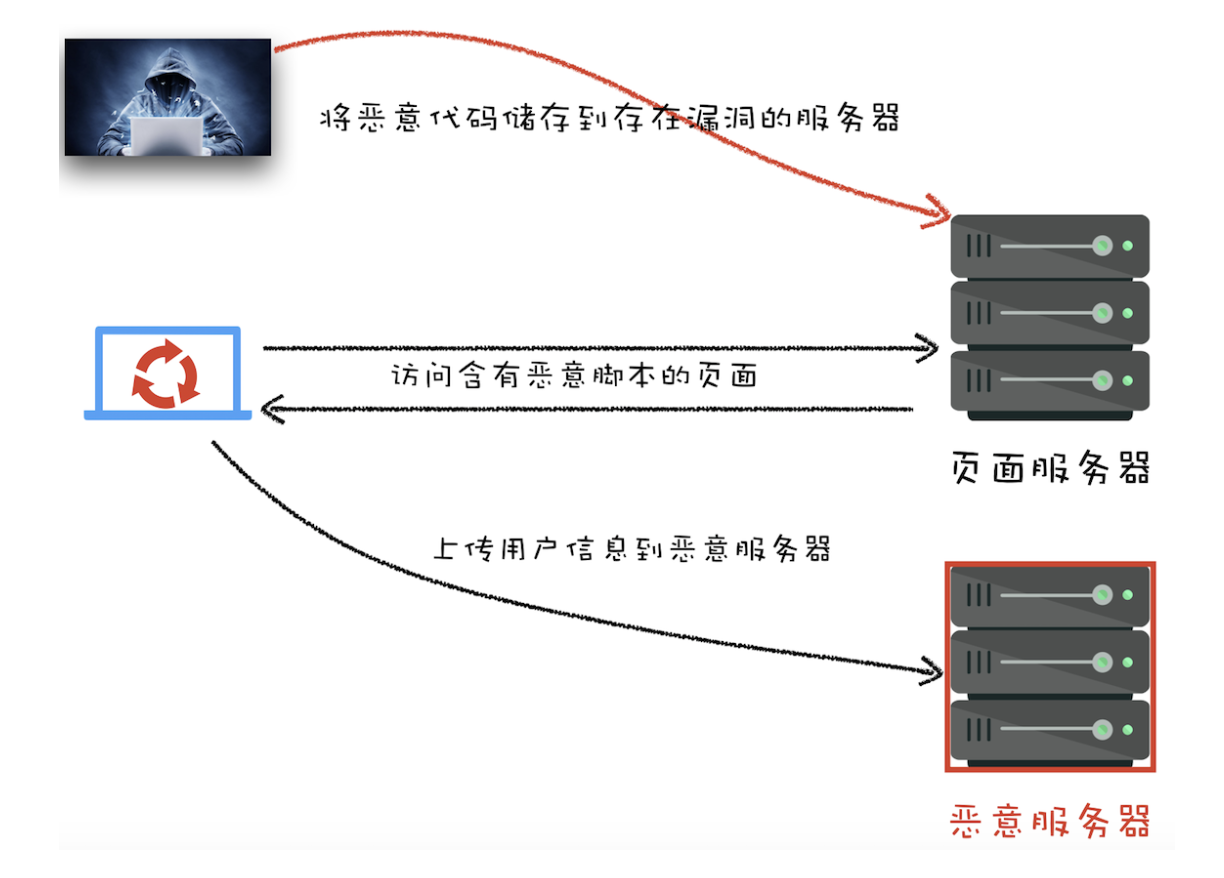 将恶意代码储存到存在漏洞的服务器
访问含有恶意脚本的页面
页面服务器
上传用户信息到恶意服务器
恶意服务器